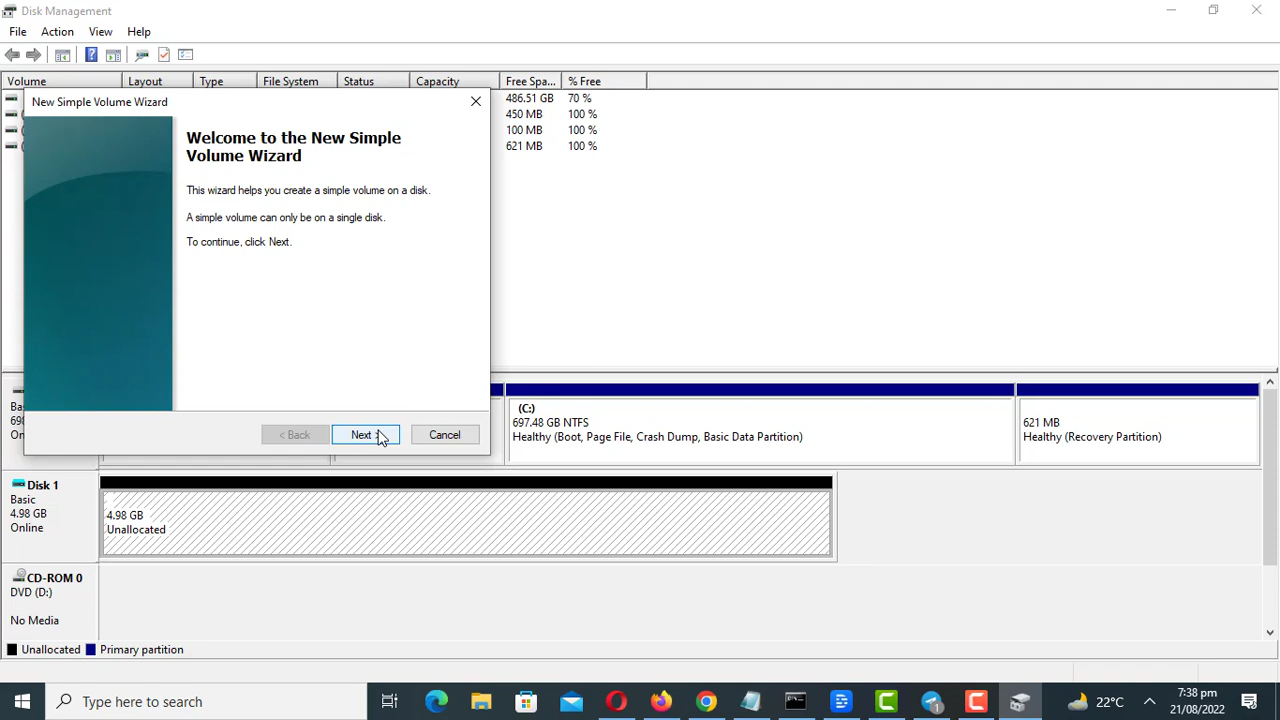 Disk Management
File Action View Help
Volume Layout Type File System Status Capacity Free Spa... % Free
486.51 GB 70 %
450 MB 100 %
100 MB 100 %
621 MB 100 %
New Simple Volume Wizard
Welcome to the New Simple
Volume Wizard
This wizard helps you create a simple volume on a disk.
A simple volume can only be on a single disk.
To continue, click Next.
< Back Next > Cancel
(C:)
697.48 GB NTFS
Healthy (Boot, Page File, Crash Dump, Basic Data Partition)
621 MB
Healthy (Recovery Partition)
Disk 1
Basic
4.98 GB
Online
4.98 GB
Unallocated
CD-ROM 0
DVD (D:)
No Media
Unallocated Primary partition
Type here to search
22°C
7:38 pm
21/08/2022